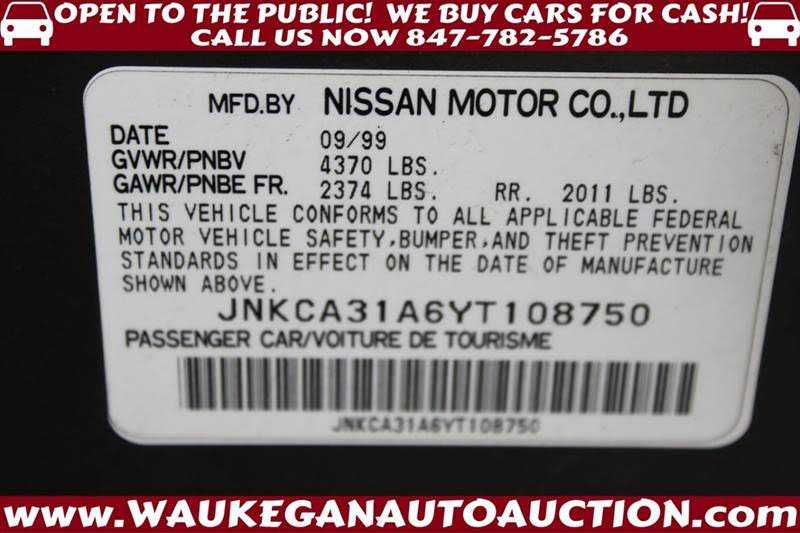 OPEN TO THE PUBLIC! WE BUY CARS FOR CASH!
CALL US NOW 847-782-5786
MFD.BY NISSAN MOTOR CO.,LTD
DATE 09/99
GVWR/PNBV 4370 LBS.
GAWR/PNBE FR. 2374 LBS. RR. 2011 LBS.
THIS VEHICLE CONFORMS TO ALL APPLICABLE FEDERAL
MOTOR VEHICLE SAFETY,BUMPER,AND THEFT PREVENTION
STANDARDS IN EFFECT ON THE DATE OF MANUFACTURE
SHOWN ABOVE.
JNKCA31A6YT108750
PASSENGER CAR/VOITURE DE TOURISME
JNKCA31A6YT108750
www.WAUKEGANAUTOAUCTION.com